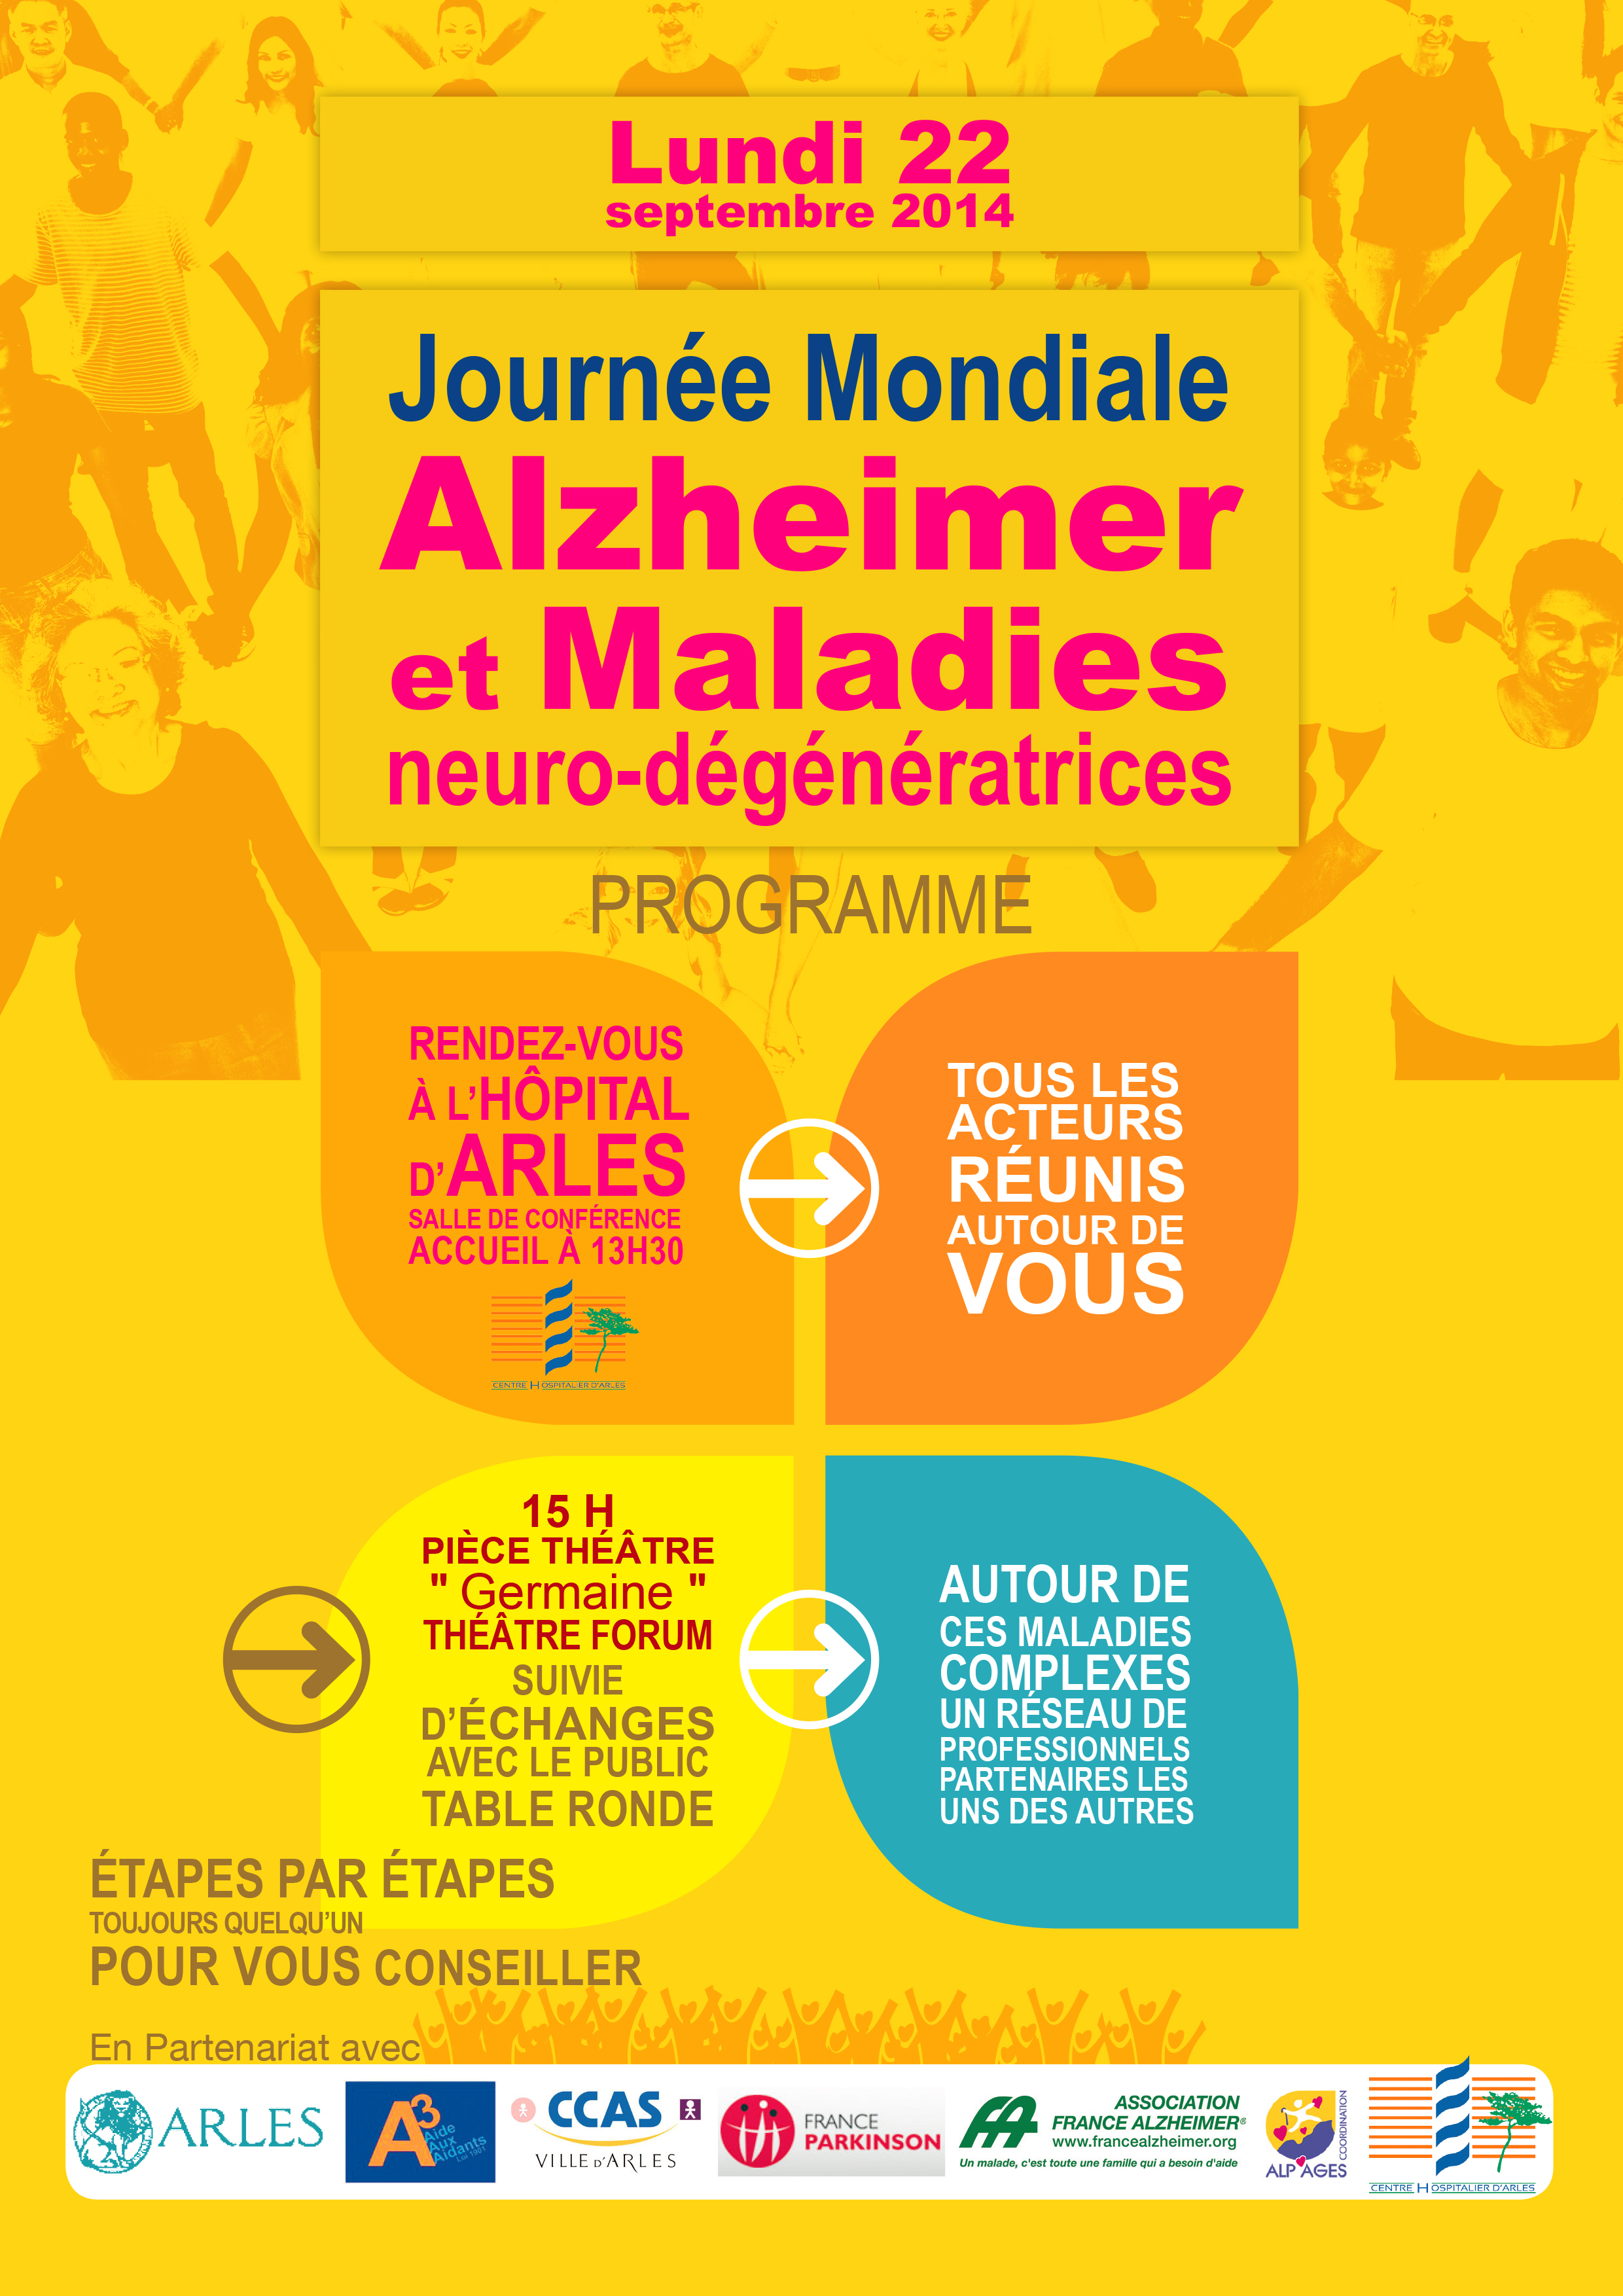 Lundi 22
septembre 2014
Journée Mondiale
Alzheimer
et Maladies
neuro-dégénératrices
PROGRAMME
RENDEZ-VOUS
À L'HÔPITAL
D'ARLES
SALLE DE CONFÉRENCE
ACCUEIL À 13H30
CENTRE HOSPITALIER D'ARLES
TOUS LES
ACTEURS
RÉUNIS
AUTOUR DE
VOUS
15 H
PIÈCE THÉÂTRE
" Germaine "
THÉÂTRE FORUM
SUIVIE
D'ÉCHANGES
AVEC LE PUBLIC
TABLE RONDE
AUTOUR DE
CES MALADIES
COMPLEXES
UN RÉSEAU DE
PROFESSIONNELS
PARTENAIRES LES
UNS DES AUTRES
ÉTAPES PAR ÉTAPES
TOUJOURS QUELQU'UN
POUR VOUS CONSEILLER
En Partenariat avec
ARLES
A3
Aide
Aux
Aidants
CCAS
VILLE D'ARLES
FRANCE
PARKINSON
ASSOCIATION
FRANCE ALZHEIMER®
www.francealzheimer.org
Un malade, c'est toute une famille qui a besoin d'aide
ALP'AGES
COORDINATION
CENTRE HOSPITALIER D'ARLES